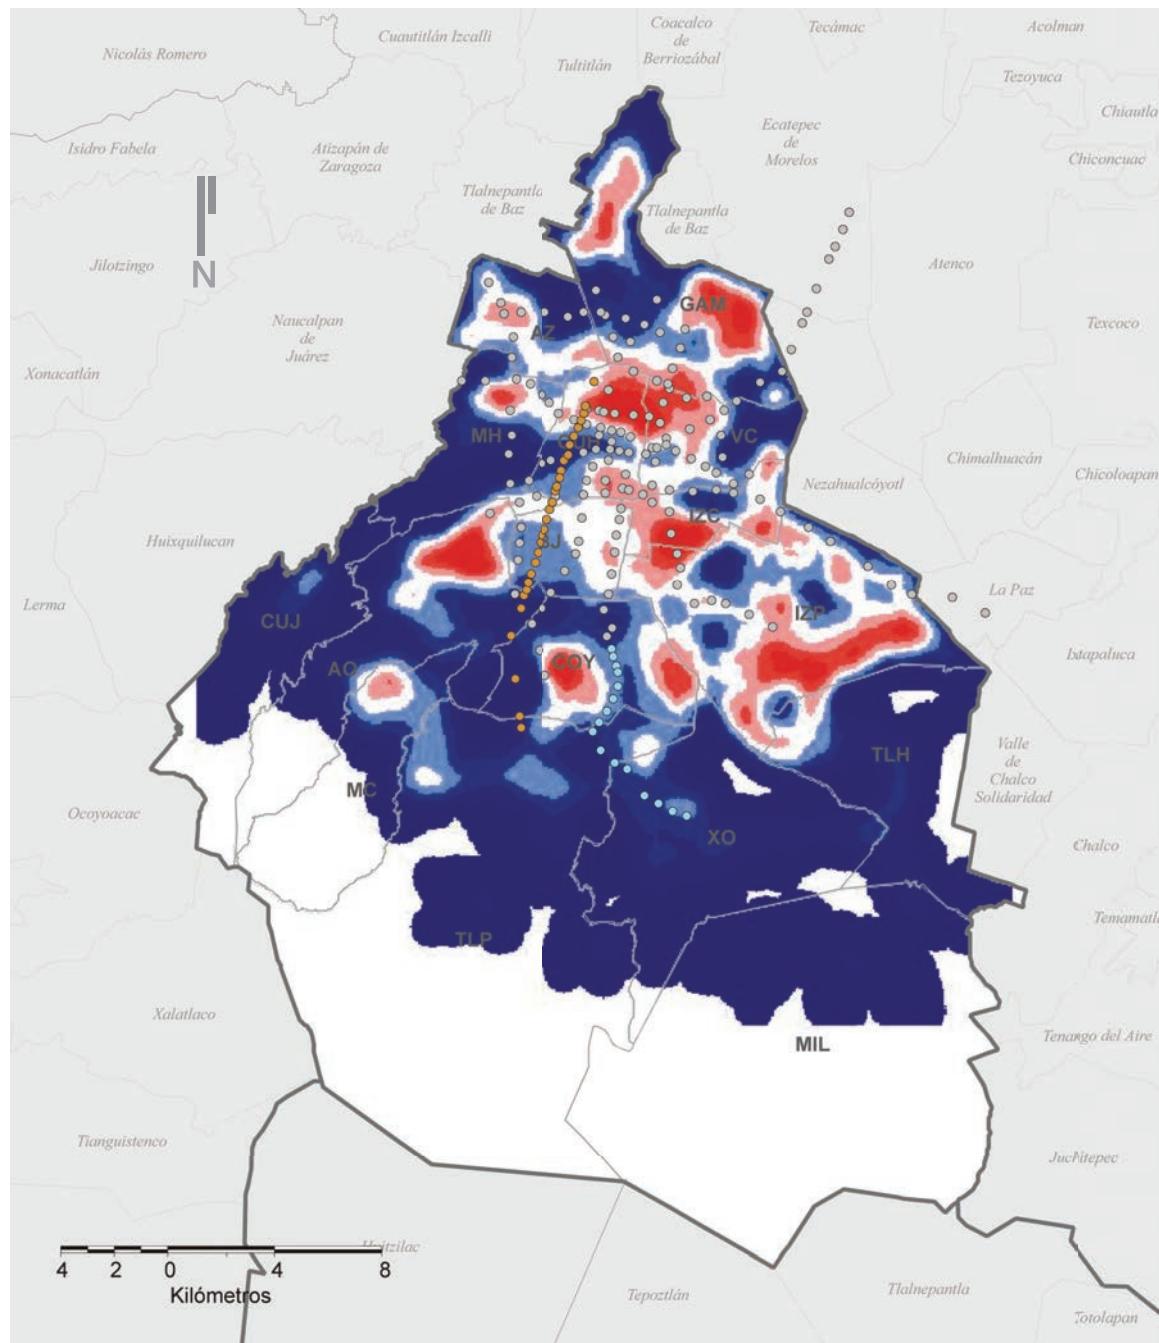 Coacalco
de
Berriozábal
Tecámac
Acolman
Cuautitlán Izcalli
Nicolás Romero
Tultitlán
Tezoyuca
Chiautla
Ecatepec
de
Morelos
Isidro Fabela
Atizapán de
Zaragoza
Chiconcuac
Tlalnepantla
de Baz
Tlalnepantla
de Baz
Jilotzingo
N
Atenco
GAM
Naucalpan
de
Juárez
Texcoco
AZ
Xonacatlán
MH
CUH
VC
Chimalhuacán
Chicoloapan
Nezahualcóyotl
IZC
Huixquilucan
BJ
La Paz
Lerma
CUJ
IZP
Ixtapaluca
AO
COY
TLH
Valle
de
Chalco
Solidaridad
MC
Ocoyoacac
XO
Chalco
Temamatla
TLP
Xalatlaco
MIL
Tenango del Aire
Tianguistenco
Juchitepec
Huitzilac
4 2 0 4 8
Kilómetros
Tepoztlán
Tlalnepantla
Totolapan